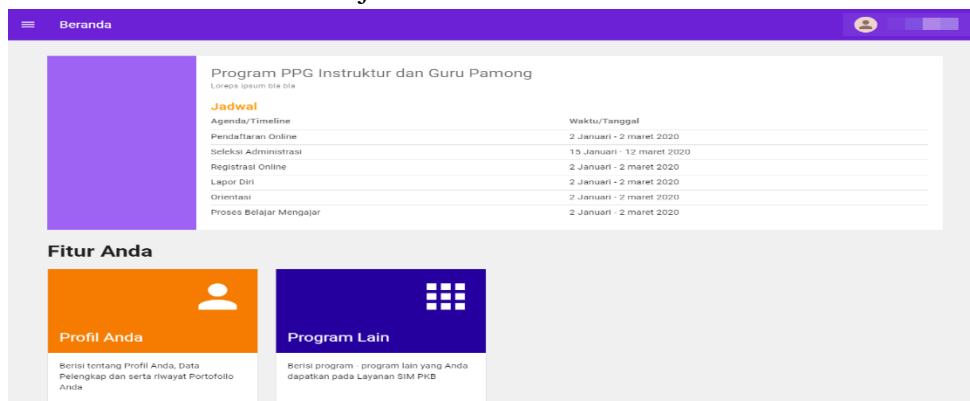 Beranda
Program PPG Instruktur dan Guru Pamong
Loreps ipsum bla bla
Jadwal
Agenda/Timeline Waktu/Tanggal
Pendaftaran Online 2 Januari - 2 maret 2020
Seleksi Administrasi 15 Januari - 12 maret 2020
Registrasi Online 2 Januari - 2 maret 2020
Lapor Diri 2 Januari - 2 maret 2020
Orientasi 2 Januari - 2 maret 2020
Proses Belajar Mengajar 2 Januari - 2 maret 2020
Fitur Anda
Profil Anda Program Lain
Berisi tentang Profil Anda, Data
Pelengkap dan serta riwayat Portofolio
Anda
Berisi program - program lain yang Anda
dapatkan pada Layanan SIM PKB